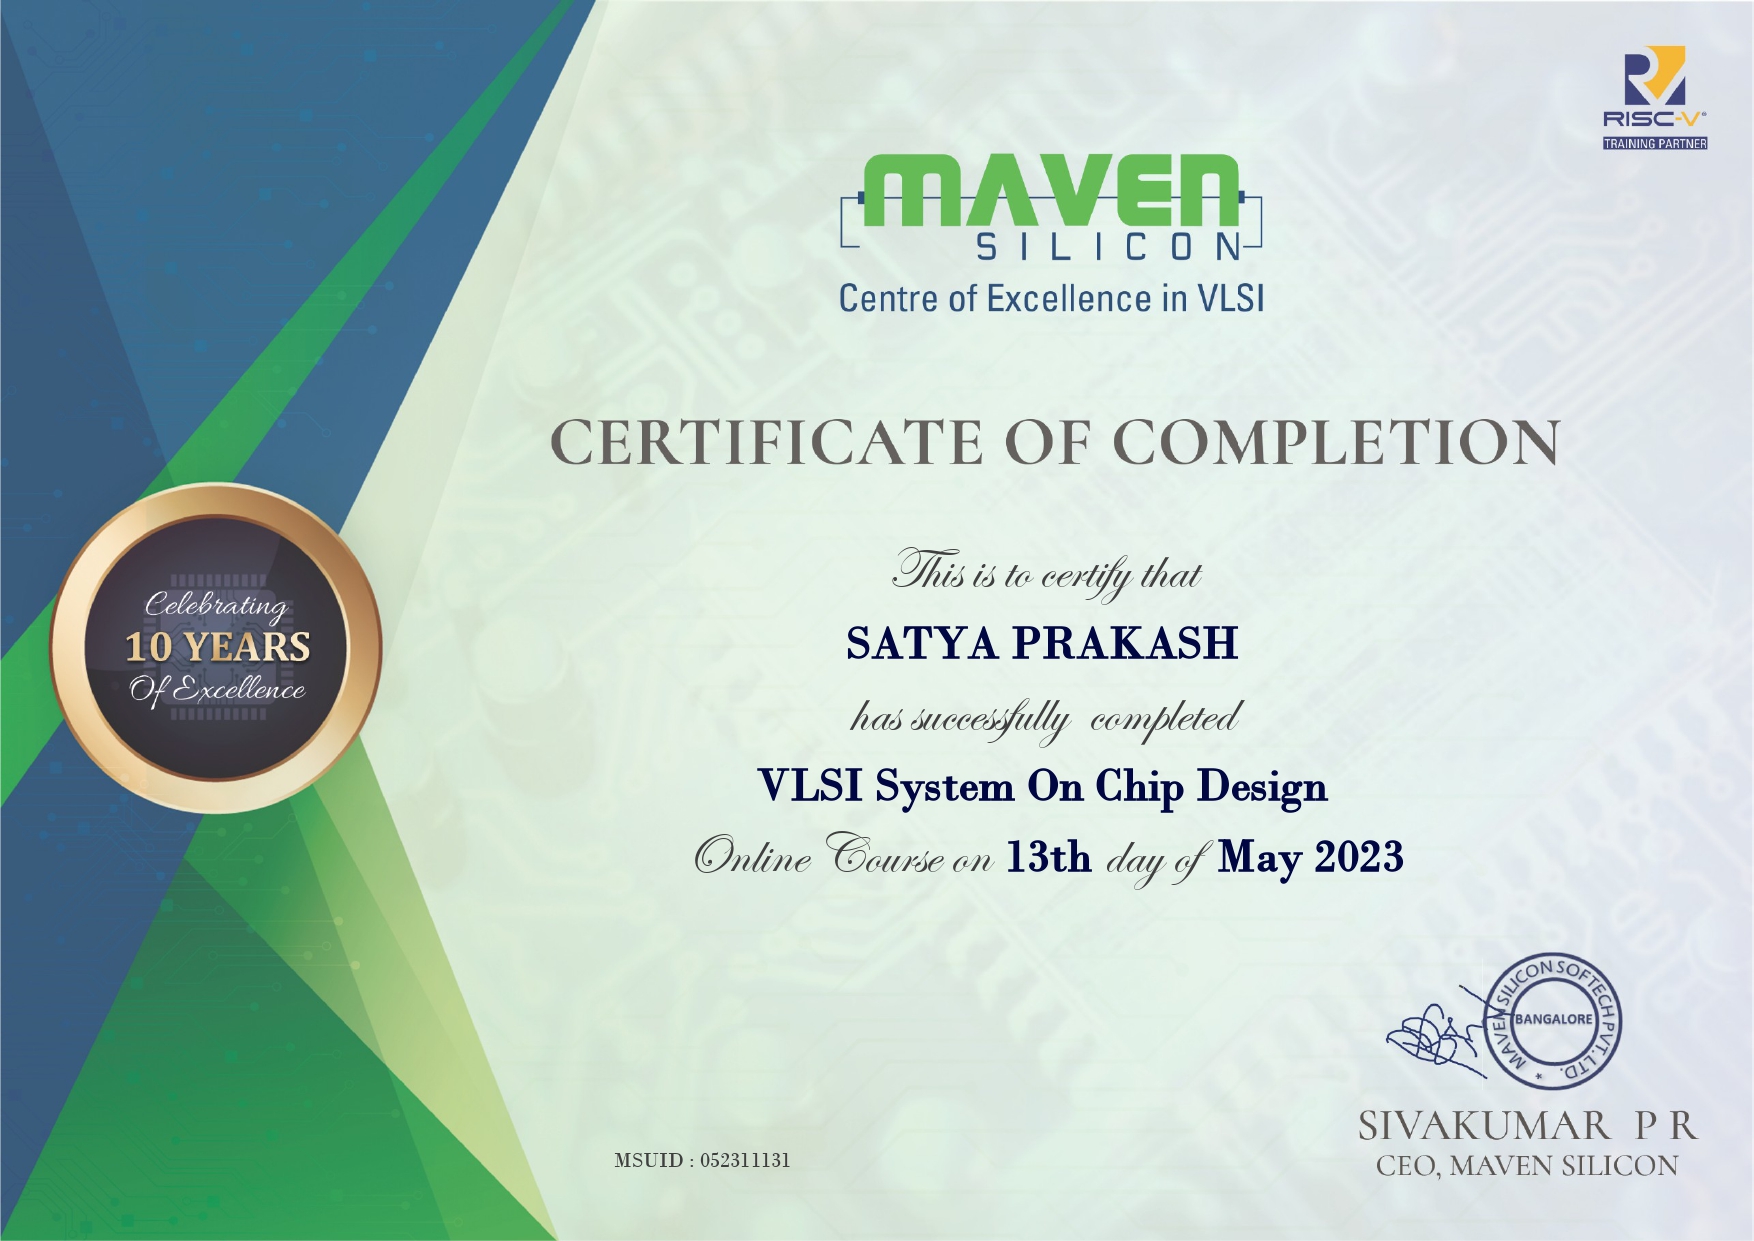 RISC-V®
TRAINING PARTNER
MAVEN
SILICON
Centre of Excellence in VLSI
CERTIFICATE OF COMPLETION
This is to certify that
SATYA PRAKASH
has successfully completed
VLSI System On Chip Design
Online Course on 13th day of May 2023
Celebrating
10 YEARS
Of Excellence
MAVEN SILICON SOFTECH PVT. LTD. *
BANGALORE
SIVAKUMAR P R
CEO, MAVEN SILICON
MSUID : 052311131